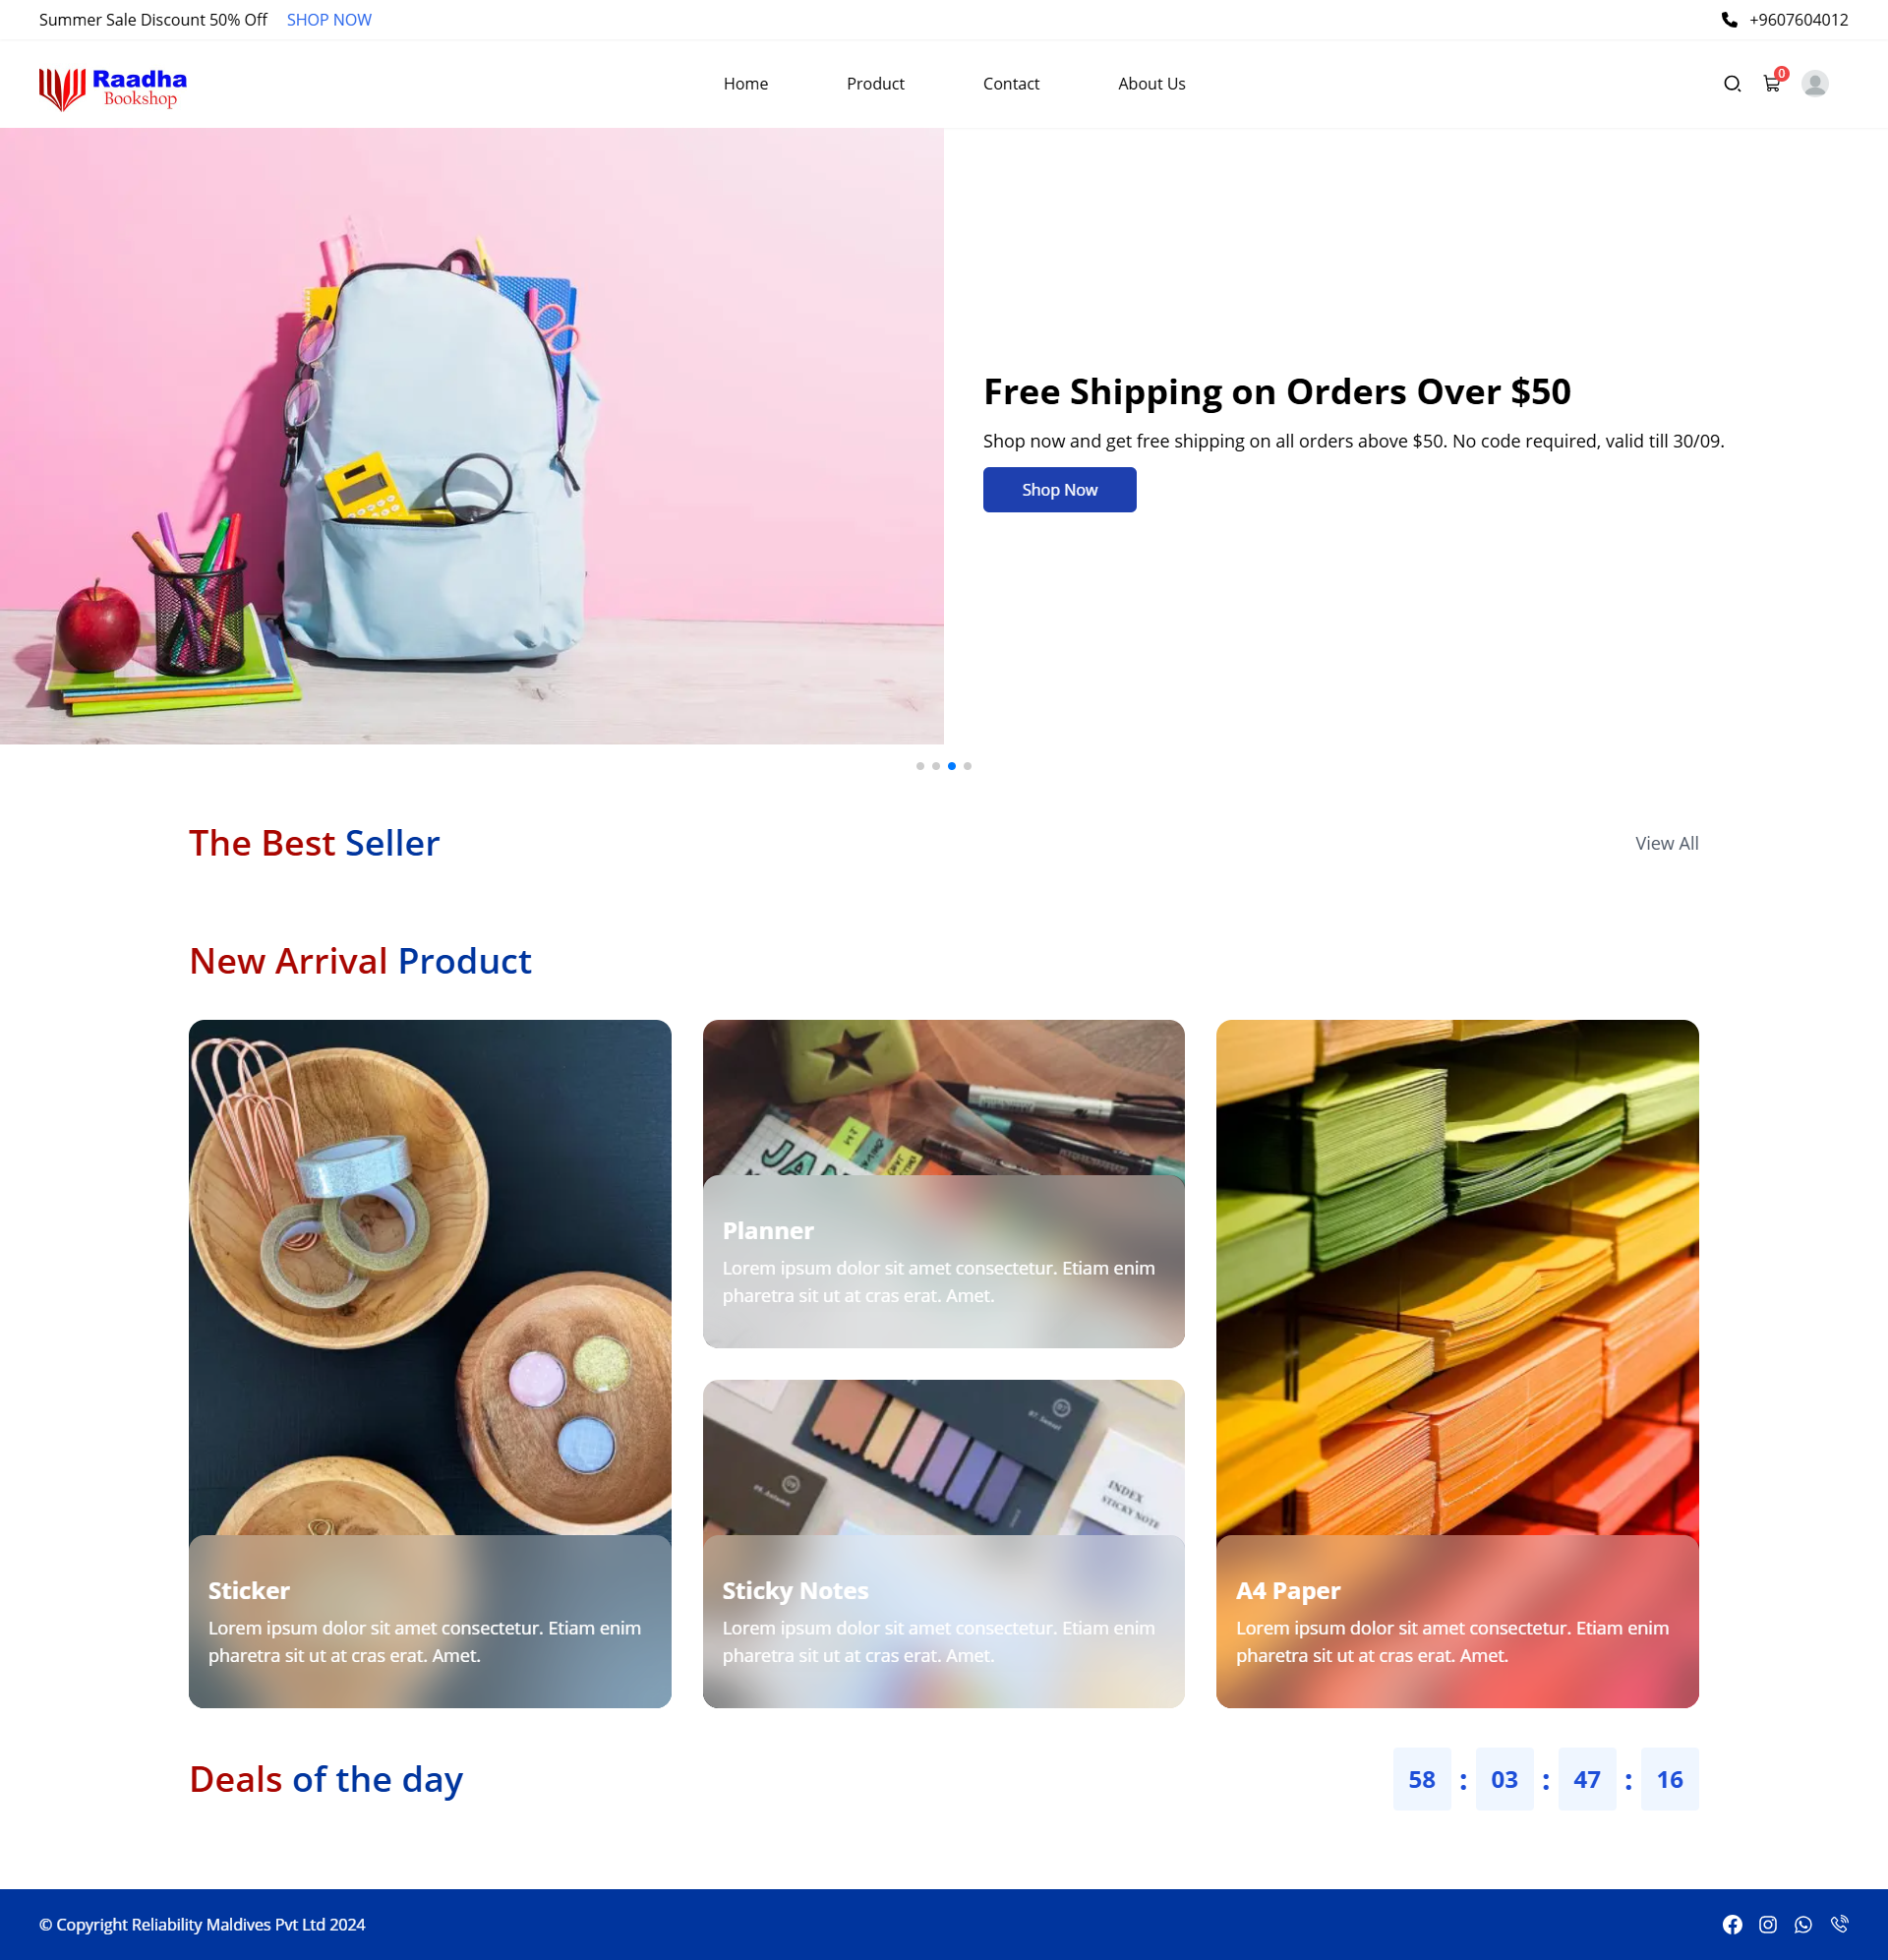 Summer Sale Discount 50% Off SHOP NOW
+9607604012
Raadha
Bookshop
Home Product Contact About Us
0
Free Shipping on Orders Over $50
Shop now and get free shipping on all orders above $50. No code required, valid till 30/09.
Shop Now
The Best Seller
View All
New Arrival Product
JAN
Planner
Lorem ipsum dolor sit amet consectetur. Etiam enim
pharetra sit ut at cras erat. Amet.
INDEX
STICKY NOTE
Sticker
Lorem ipsum dolor sit amet consectetur. Etiam enim
pharetra sit ut at cras erat. Amet.
Sticky Notes
Lorem ipsum dolor sit amet consectetur. Etiam enim
pharetra sit ut at cras erat. Amet.
A4 Paper
Lorem ipsum dolor sit amet consectetur. Etiam enim
pharetra sit ut at cras erat. Amet.
Deals of the day
58 : 03 : 47 : 16
© Copyright Reliability Maldives Pvt Ltd 2024